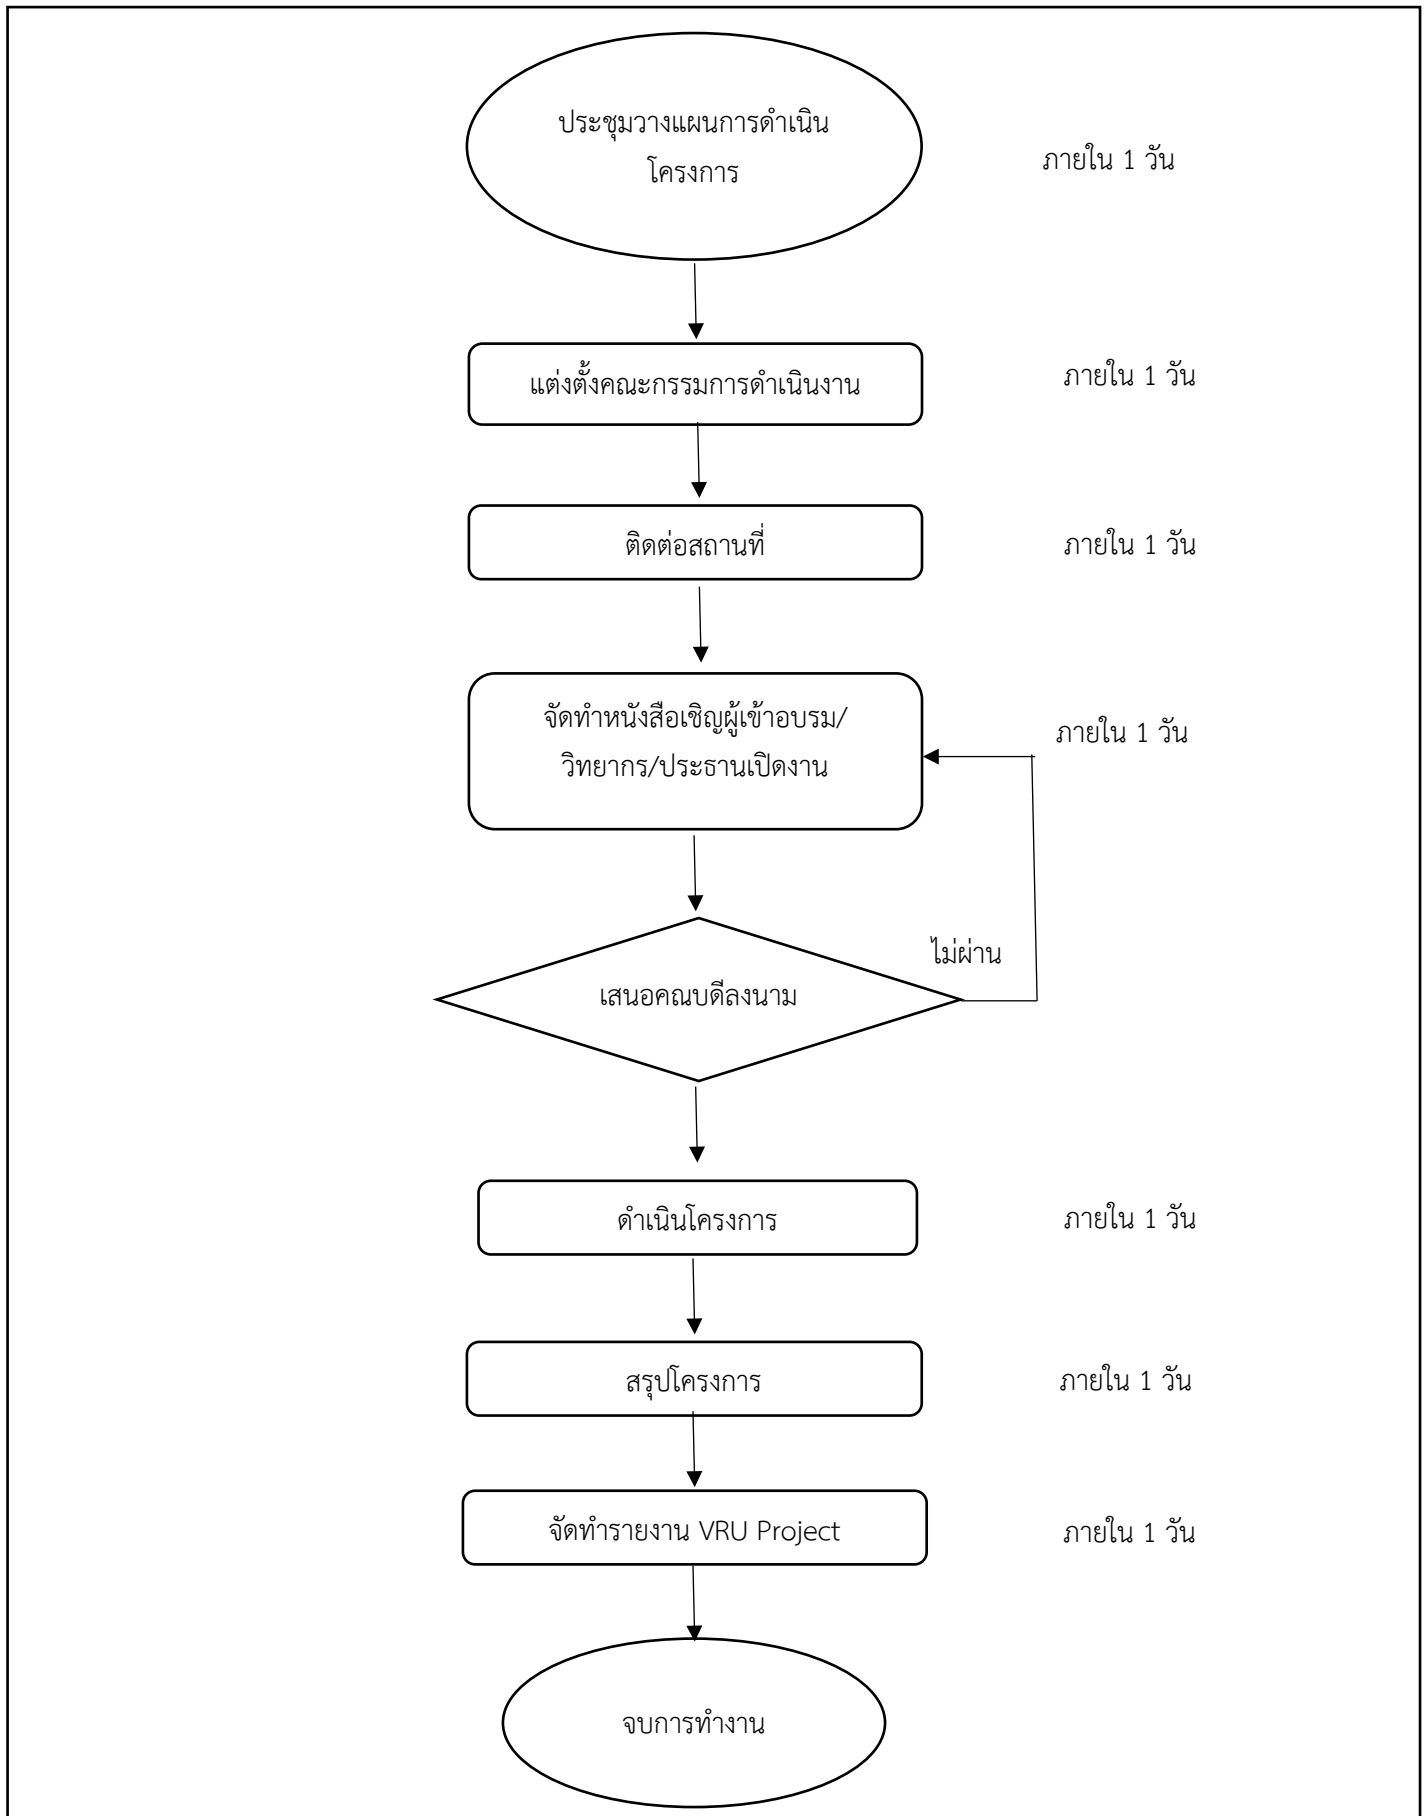 ประชุมวางแผนการดำเนิน
โครงการ
ภายใน 1 วัน
แต่งตั้งคณะกรรมการดำเนินงาน
ภายใน 1 วัน
ติดต่อสถานที่
ภายใน 1 วัน
จัดทำหนังสือเชิญผู้เข้าอบรม/
วิทยากร/ประธานเปิดงาน
ภายใน 1 วัน
ไม่ผ่าน
เสนอคณบดีลงนาม
ดำเนินโครงการ
ภายใน 1 วัน
สรุปโครงการ
ภายใน 1 วัน
จัดทำรายงาน VRU Project
ภายใน 1 วัน
จบการทำงาน